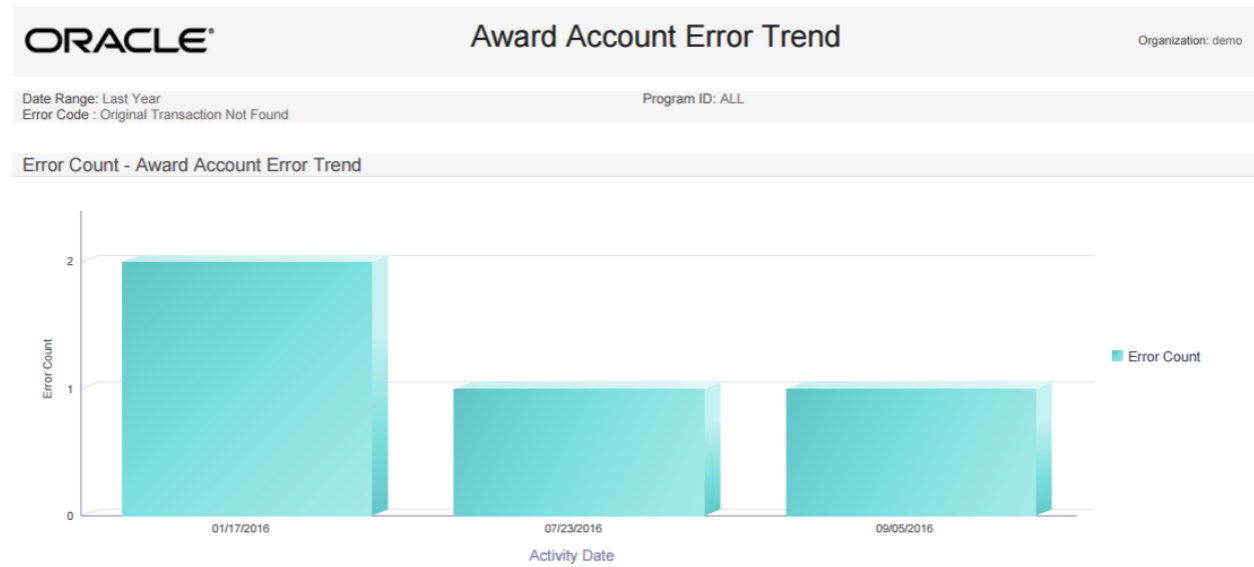 ORACLE®
Award Account Error Trend
Organization: demo
Date Range: Last Year
Program ID: ALL
Error Code : Original Transaction Not Found
Error Count - Award Account Error Trend
2
1
0
Error Count
01/17/2016
07/23/2016
09/05/2016
Activity Date
Error Count